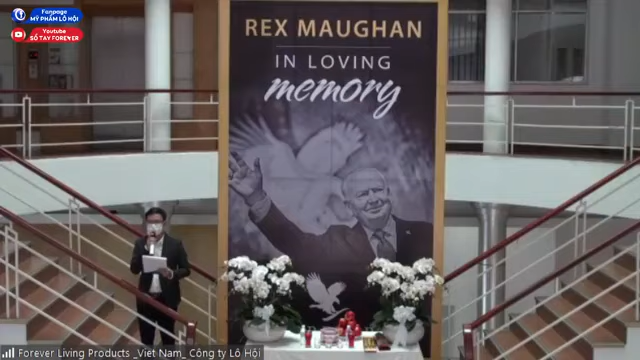 Fanpage
MỸ PHẨM LÔ HỘI
Youtube
SỔ TAY FOREVER
REX MAUGHAN
IN LOVING
memory
Forever Living Products _Viet Nam_ Công ty Lô Hội